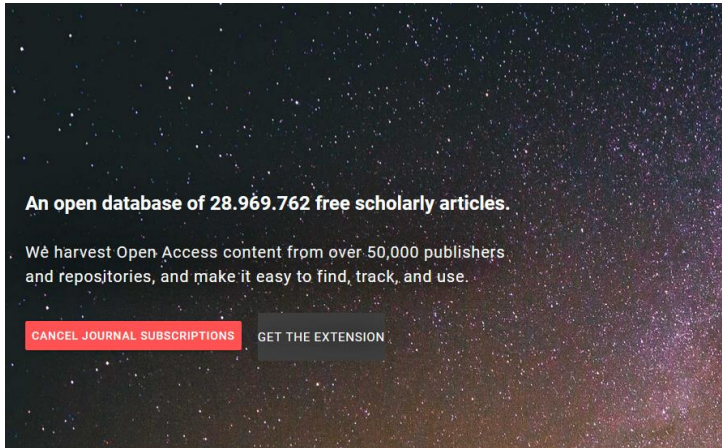 An open database of 28.969.762 free scholarly articles.
We harvest Open Access content from over 50,000 publishers
and repositories, and make it easy to find, track, and use.
CANCEL JOURNAL SUBSCRIPTIONS
GET THE EXTENSION